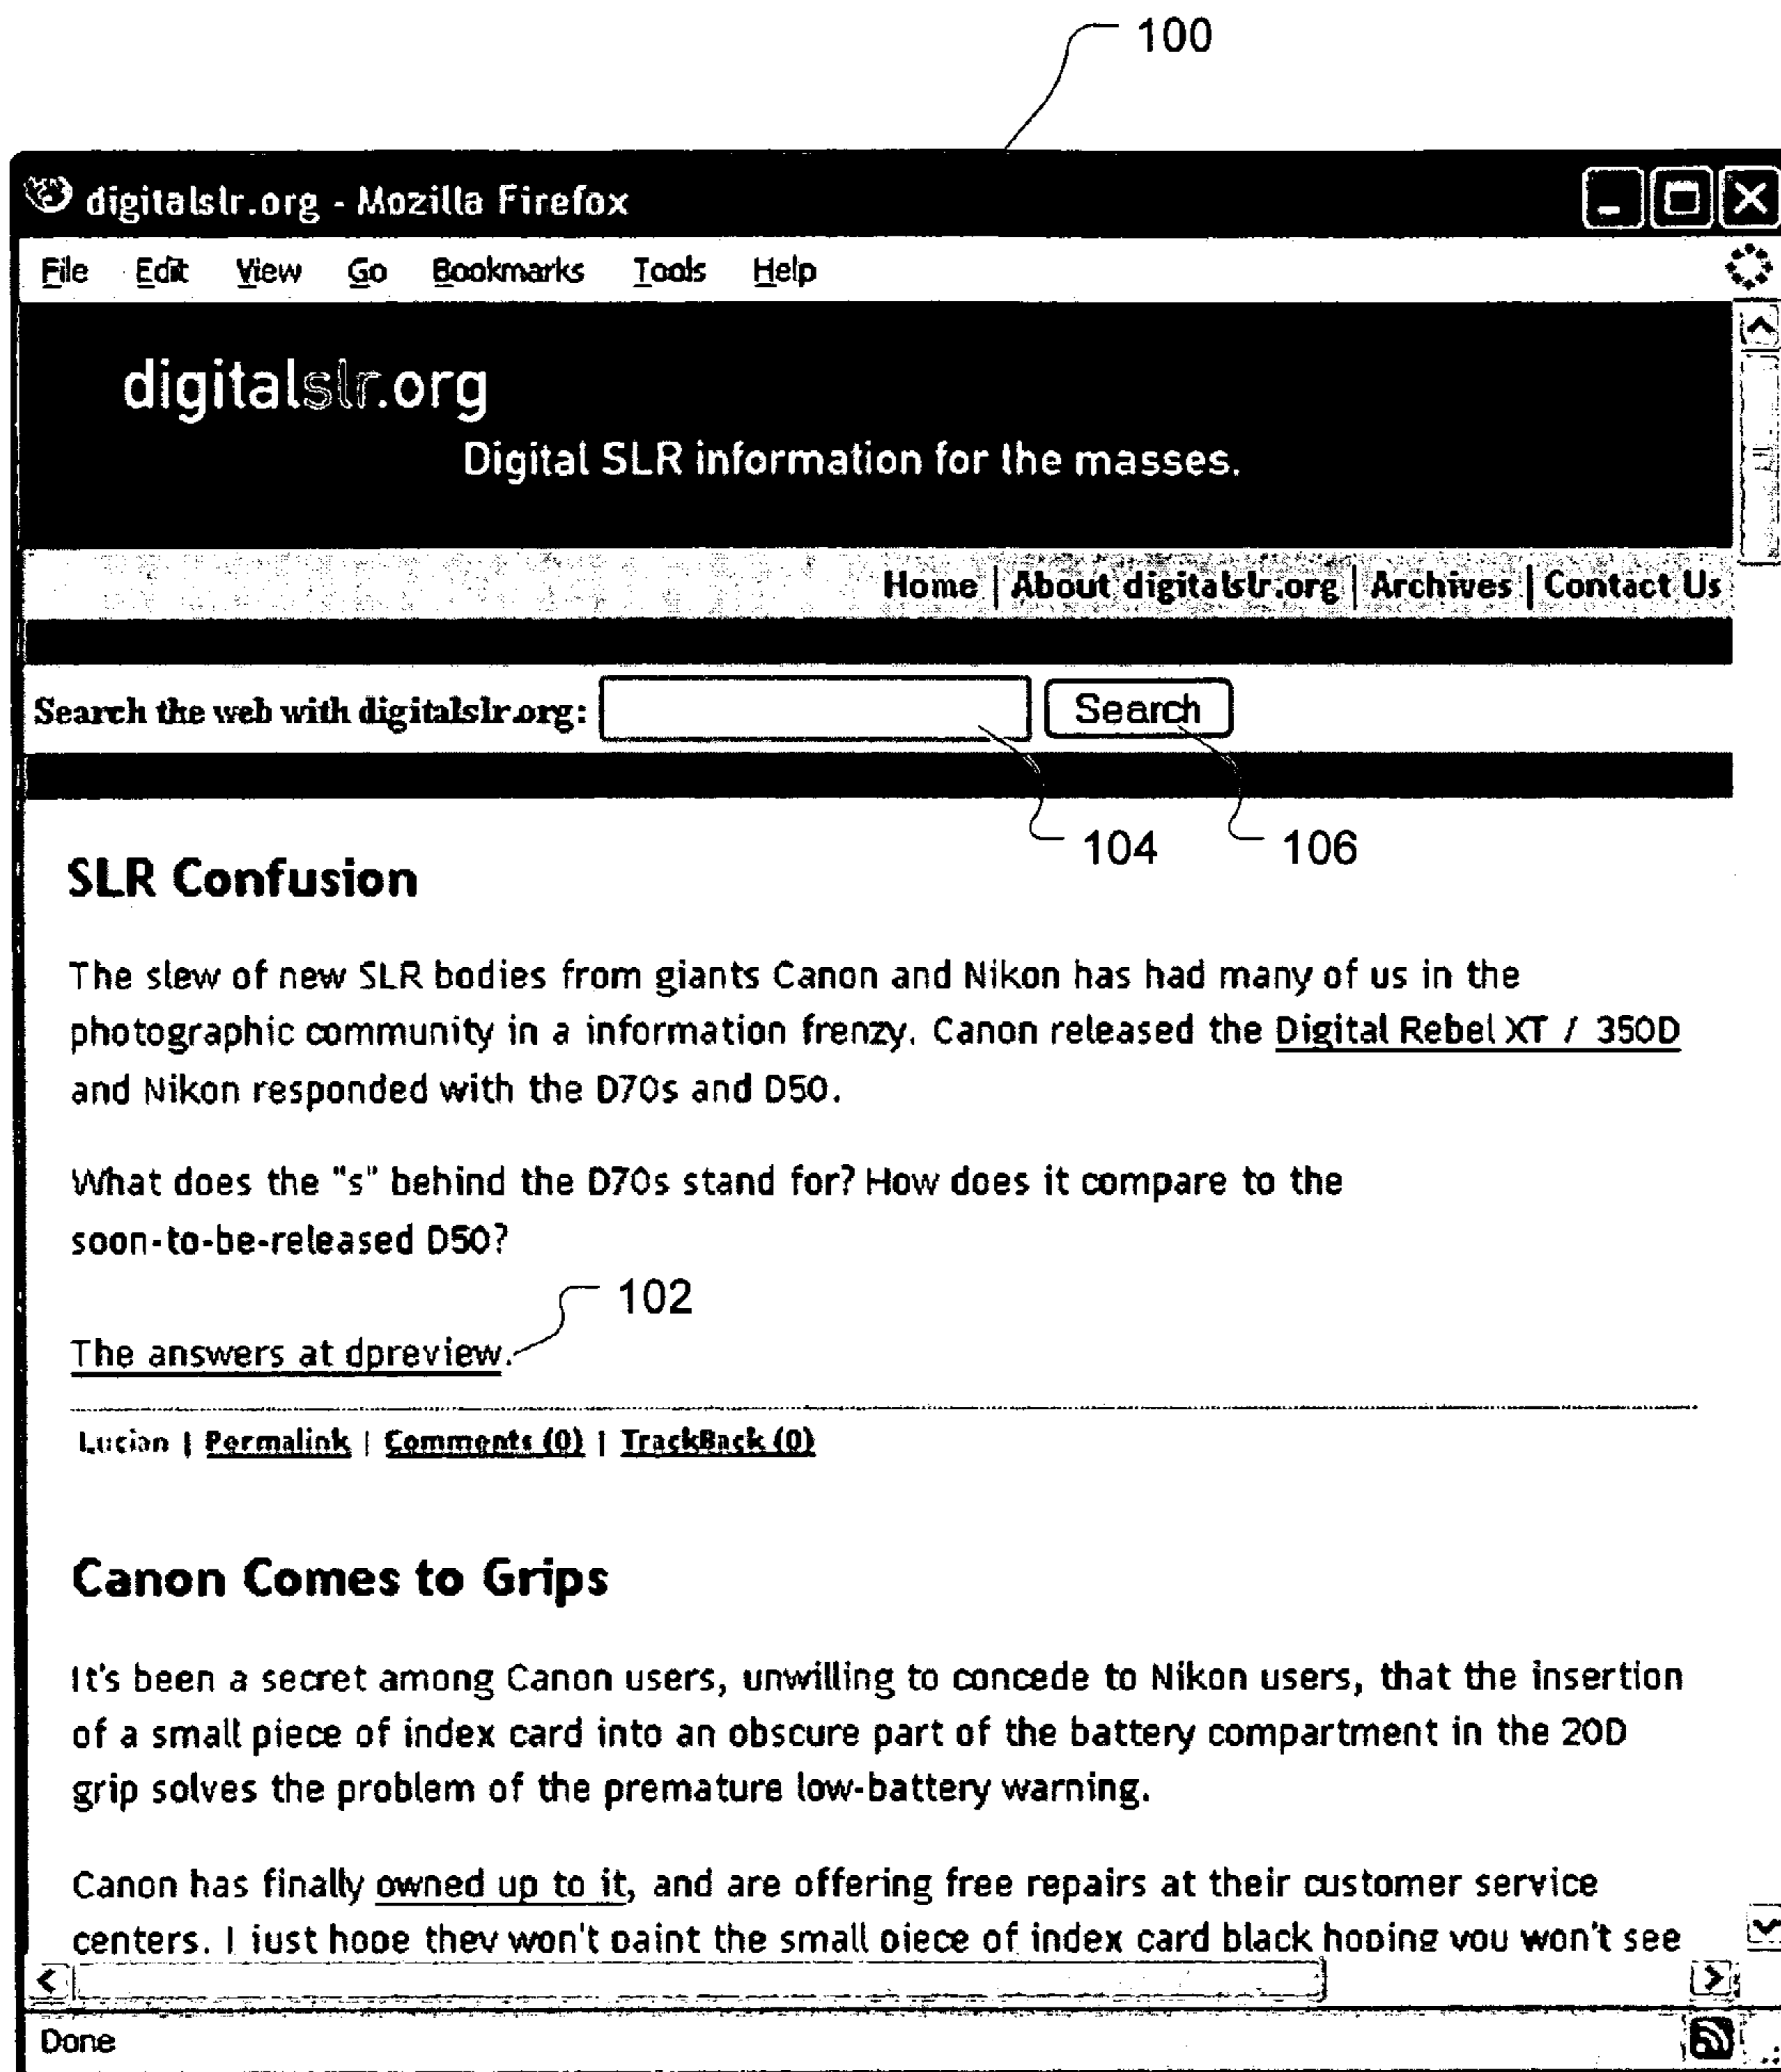 100
digitalslr.org - Mozilla Firefox
File Edit View Go Bookmarks Tools Help
digitalslr.org
Digital SLR information for the masses.
Home | About digitalslr.org | Archives | Contact Us
Search the web with digitalslr.org: Search
104 106
SLR Confusion
The slew of new SLR bodies from giants Canon and Nikon has had many of us in the
photographic community in a information frenzy. Canon released the Digital Rebel XT / 350D
and Nikon responded with the D70s and D50.
What does the "s" behind the D70s stand for? How does it compare to the
soon-to-be-released D50?
102
The answers at dpreview.
Lucian | Permalink | Comments (0) | TrackBack (0)
Canon Comes to Grips
It's been a secret among Canon users, unwilling to concede to Nikon users, that the insertion
of a small piece of index card into an obscure part of the battery compartment in the 20D
grip solves the problem of the premature low-battery warning.
Canon has finally owned up to it, and are offering free repairs at their customer service
centers. I just hope they won't paint the small piece of index card black hoping you won't see
Done